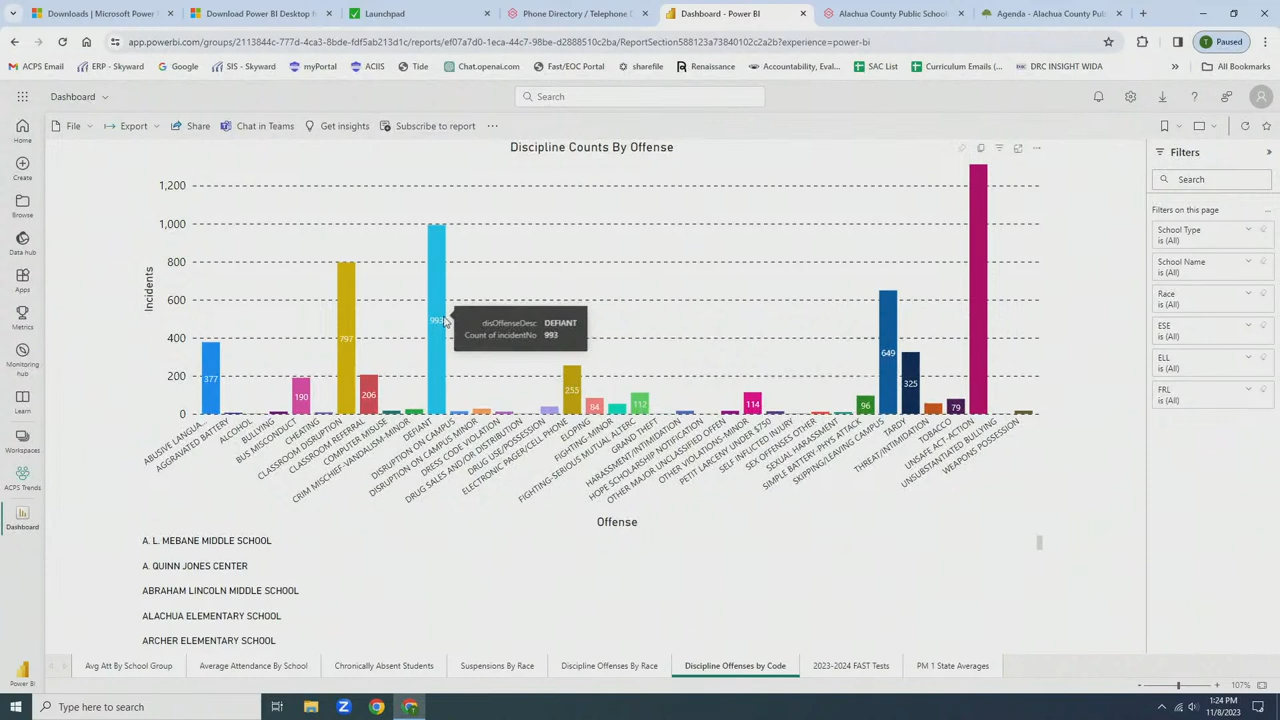 Downloads | Microsoft Power
Download Power BI Desktop f
Launchpad
Phone Directory / Telephone D
Dashboard - Power BI
Alachua County Public School
Agenda - Alachua County Pub
app.powerbi.com/groups/2113844c-777d-4ca3-8bde-fdf5ab213d1c/reports/ef07a7d0-1eca-44c7-98be-d2888510c2ba/ReportSection588123a73840102c2a2b?experience=power-bi
T Paused
ACPS Email
ERP - Skyward
Google
SIS - Skyward
myPortal
ACIIS
Tide
Chat.openai.com
Fast/EOC Portal
sharefile
Renaissance
Accountability, Eval...
SAC List
Curriculum Emails (...
DRC INSIGHT WIDA
All Bookmarks
Dashboard
Search
File
Export
Share
Chat in Teams
Get insights
Subscribe to report
Home
Create
Browse
Data hub
Apps
Metrics
Monitoring
hub
Learn
Workspaces
ACPS Trends
Dashboard
Power BI
Discipline Counts By Offense
Incidents
1,200
1,000
800
600
400
200
0
377
190
797
206
993
255
84
112
114
96
649
325
79
disOffenseDesc DEFIANT
Count of incidentNo 993
ABUSIVE LANGUA...
AGGRAVATED BATTERY
ALCOHOL
BULLYING
BUS MISCONDUCT
CHEATING
CLASSROOM DISRUPTION
CLASSROOM REFERRAL
COMPUTER MISUSE
CRIM MISCHIEF-VANDALISM-MINOR
DEFIANT
DISRUPTION ON CAMPUS
DISRUPTION ON CAMPUS MINOR
DRESS CODE VIOLATION
DRUG SALES AND/OR DISTRIBUTION
DRUG USE/POSSESSION
ELECTRONIC PAGER/CELL PHONE
ELOPING
FIGHTING-MINOR
FIGHTING-SERIOUS MUTUAL ALTERC
GRAND THEFT
HARASSMENT/INTIMIDATION
HOPE SCHOLARSHIP NOTIFICATION
OTHER MAJOR UNCLASSIFIED OFFEN
OTHER VIOLATIONS-MINOR
PETIT LARCENY UNDER $750
SELF INFLICTED INJURY
SEX OFFENSES OTHER
SEXUAL HARASSMENT
SIMPLE BATTERY-PHYS ATTACK
SKIPPING/LEAVING CAMPUS
TARDY
THREAT/INTIMIDATION
TOBACCO
UNSAFE ACT-ACTION
UNSUBSTANTIATED BULLYING
WEAPONS POSSESSION
Offense
A. L. MEBANE MIDDLE SCHOOL
A. QUINN JONES CENTER
ABRAHAM LINCOLN MIDDLE SCHOOL
ALACHUA ELEMENTARY SCHOOL
ARCHER ELEMENTARY SCHOOL
Filters
Search
Filters on this page
School Type
is (All)
School Name
is (All)
Race
is (All)
ESE
is (All)
ELL
is (All)
FRL
is (All)
Avg Att By School Group
Average Attendance By School
Chronically Absent Students
Suspensions By Race
Discipline Offenses By Race
Discipline Offenses by Code
2023-2024 FAST Tests
PM 1 State Averages
107%
Type here to search
1:24 PM
11/8/2023